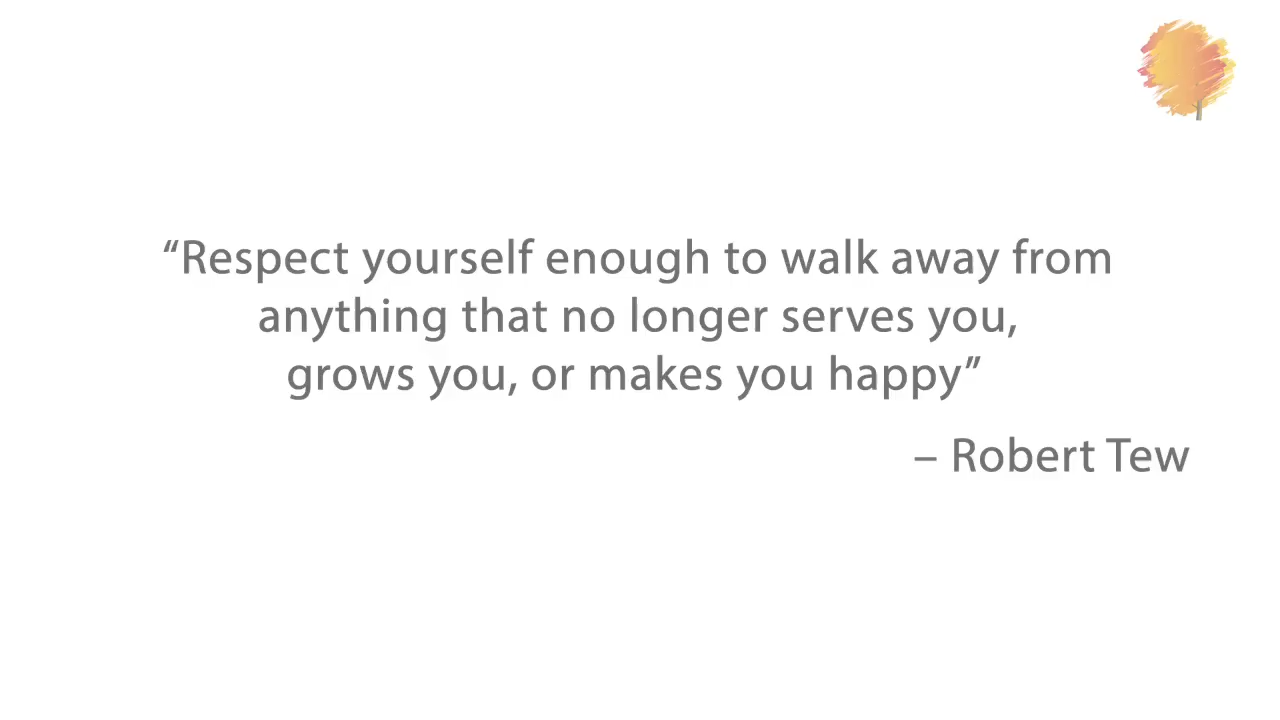 “Respect yourself enough to walk away from
anything that no longer serves you,
grows you, or makes you happy”
– Robert Tew